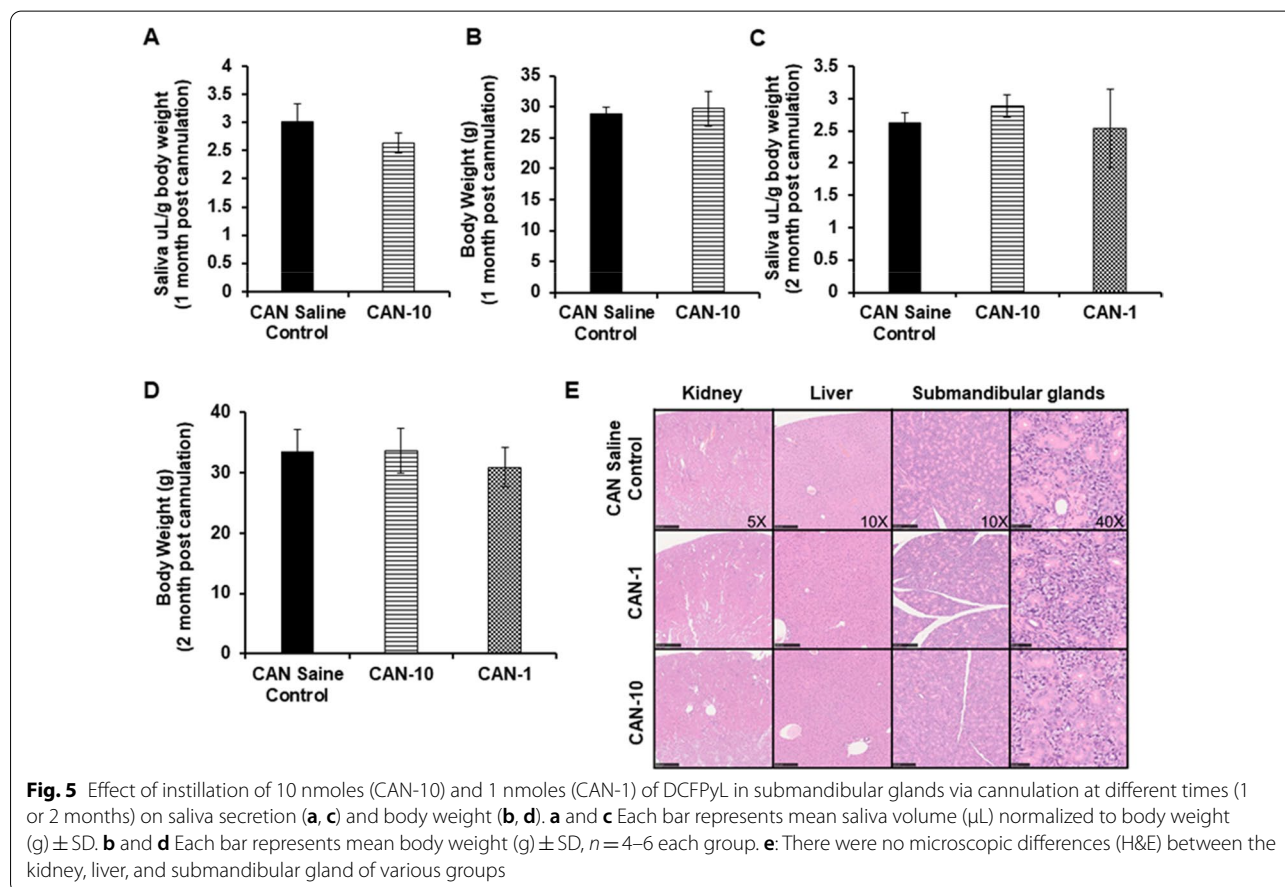 A
Saliva uL/g body weight
(1 month post cannulation)
4
3.5
3
2.5
2
1.5
1
0.5
0
CAN Saline
Control
CAN-10
B
Body Weight (g)
(1 month post cannulation)
35
30
25
20
15
10
5
0
CAN Saline
Control
CAN-10
C
Saliva uL/g body weight
(2 month post cannulation)
3.5
3
2.5
2
1.5
1
0.5
0
CAN Saine
Control
CAN-10
CAN-1
D
Body Weight (g)
(2 month post cannulation)
40
30
20
10
0
CAN Saine
Control
CAN-10
CAN-1
E
Kidney
Liver
Submandibular glands
CAN Saline
Control
5X
10X
10X
40X
CAN-1
CAN-10
Fig. 5 Effect of instillation of 10 nmoles (CAN-10) and 1 nmoles (CAN-1) of DCFPyL in submandibular glands via cannulation at different times (1
or 2 months) on saliva secretion (a, c) and body weight (b, d). a and c Each bar represents mean saliva volume (µL) normalized to body weight
(g) ± SD. b and d Each bar represents mean body weight (g) ± SD, n = 4–6 each group. e: There were no microscopic differences (H&E) between the
kidney, liver, and submandibular gland of various groups